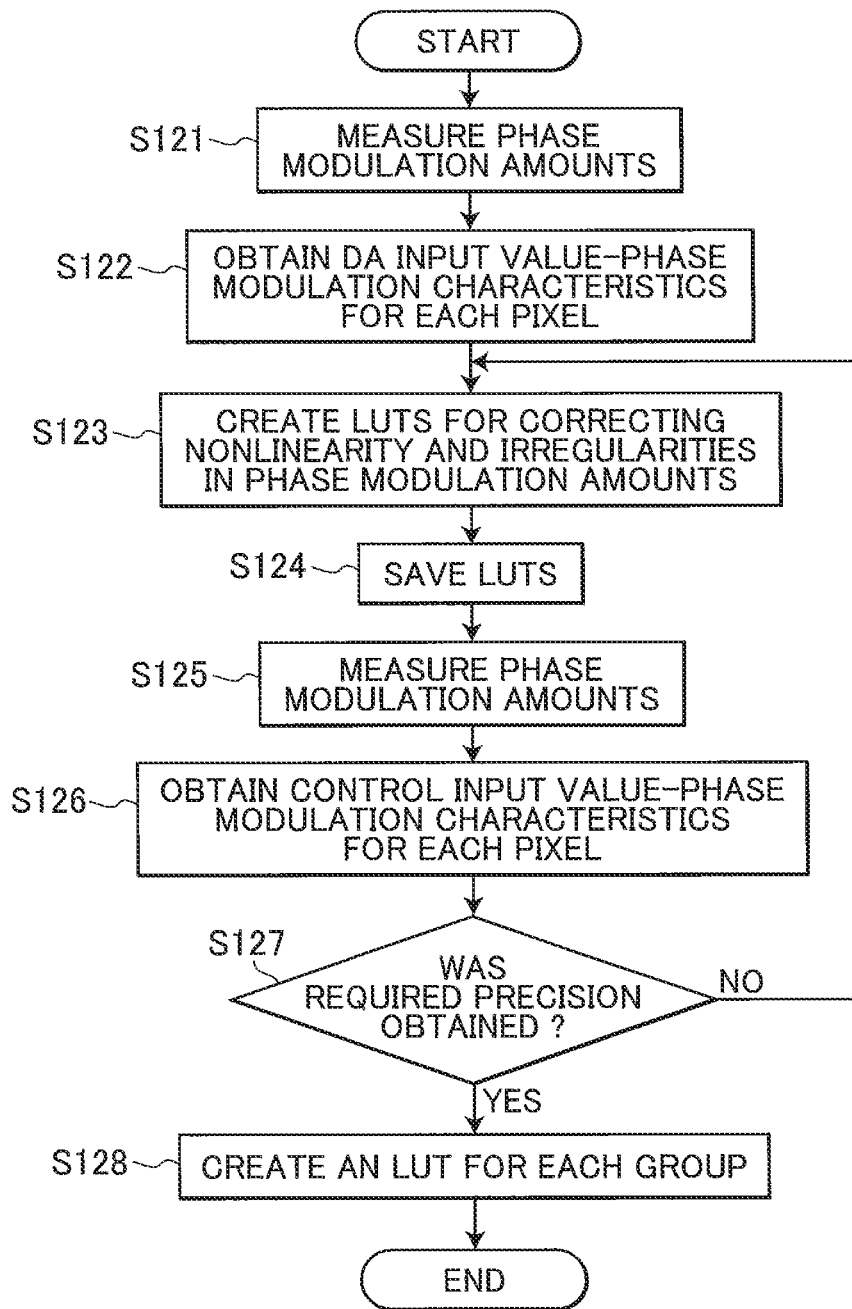 START
S121
MEASURE PHASE
MODULATION AMOUNTS
S122
OBTAIN DA INPUT VALUE-PHASE
MODULATION CHARACTERISTICS
FOR EACH PIXEL
S123
CREATE LUTS FOR CORRECTING
NONLINEARITY AND IRREGULARITIES
IN PHASE MODULATION AMOUNTS
S124
SAVE LUTS
S125
MEASURE PHASE
MODULATION AMOUNTS
S126
OBTAIN CONTROL INPUT VALUE-PHASE
MODULATION CHARACTERISTICS
FOR EACH PIXEL
S127
WAS
REQUIRED PRECISION
OBTAINED ?
NO
YES
S128
CREATE AN LUT FOR EACH GROUP
END